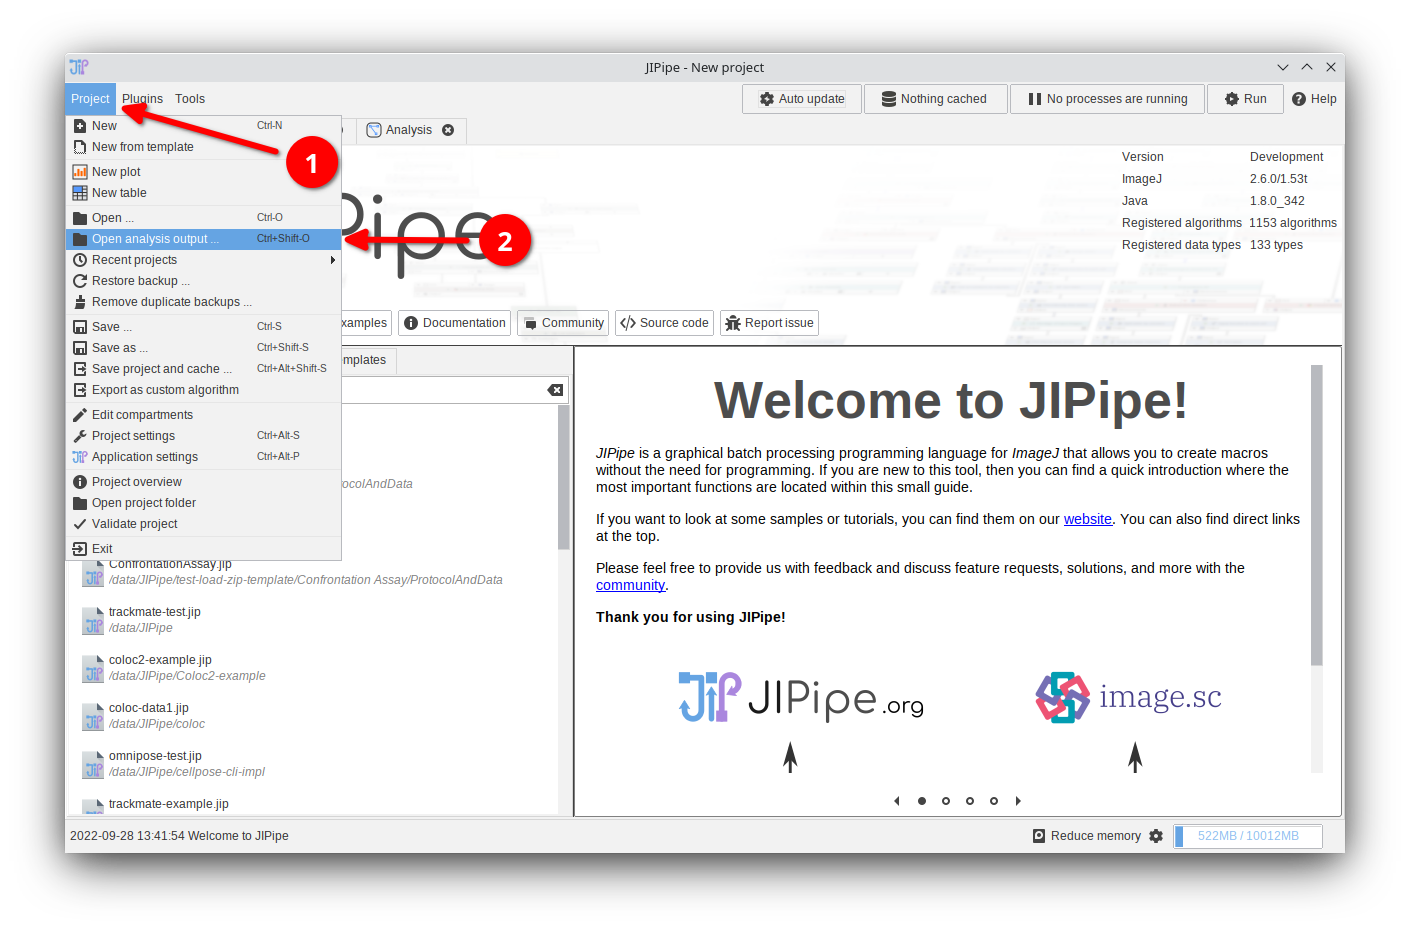 JIPipe - New project
Project Plugins Tools
Auto update
Nothing cached
No processes are running
Run
Help
New Ctrl-N
New from template
New plot
New table
Open ... Ctrl-O
Open analysis output ... Ctrl+Shift-O
Recent projects
Restore backup ...
Remove duplicate backups ...
Save ... Ctrl-S
Save as ... Ctrl+Shift-S
Save project and cache ... Ctrl+Alt+Shift-S
Export as custom algorithm
Edit compartments
Project settings Ctrl+Alt-S
Application settings Ctrl+Alt-P
Project overview
Open project folder
Validate project
Exit
1
2
Analysis
Pipe
Version Development
ImageJ 2.6.0/1.53t
Java 1.8.0_342
Registered algorithms 1153 algorithms
Registered data types 133 types
xamples
Documentation
Community
Source code
Report issue
mplates
ocolAndData
ConfrontationAssay.jip
/data/JIPipe/test-load-zip-template/Confrontation Assay/ProtocolAndData
trackmate-test.jip
/data/JIPipe
coloc2-example.jip
/data/JIPipe/Coloc2-example
coloc-data1.jip
/data/JIPipe/coloc
omnipose-test.jip
/data/JIPipe/cellpose-cli-impl
trackmate-example.jip
Welcome to JIPipe!
JIPipe is a graphical batch processing programming language for ImageJ that allows you to create macros
without the need for programming. If you are new to this tool, then you can find a quick introduction where the
most important functions are located within this small guide.
If you want to look at some samples or tutorials, you can find them on our website. You can also find direct links
at the top.
Please feel free to provide us with feedback and discuss feature requests, solutions, and more with the
community.
Thank you for using JIPipe!
JIP JIPipe.org
image.sc
2022-09-28 13:41:54 Welcome to JIPipe
Reduce memory
522MB / 10012MB